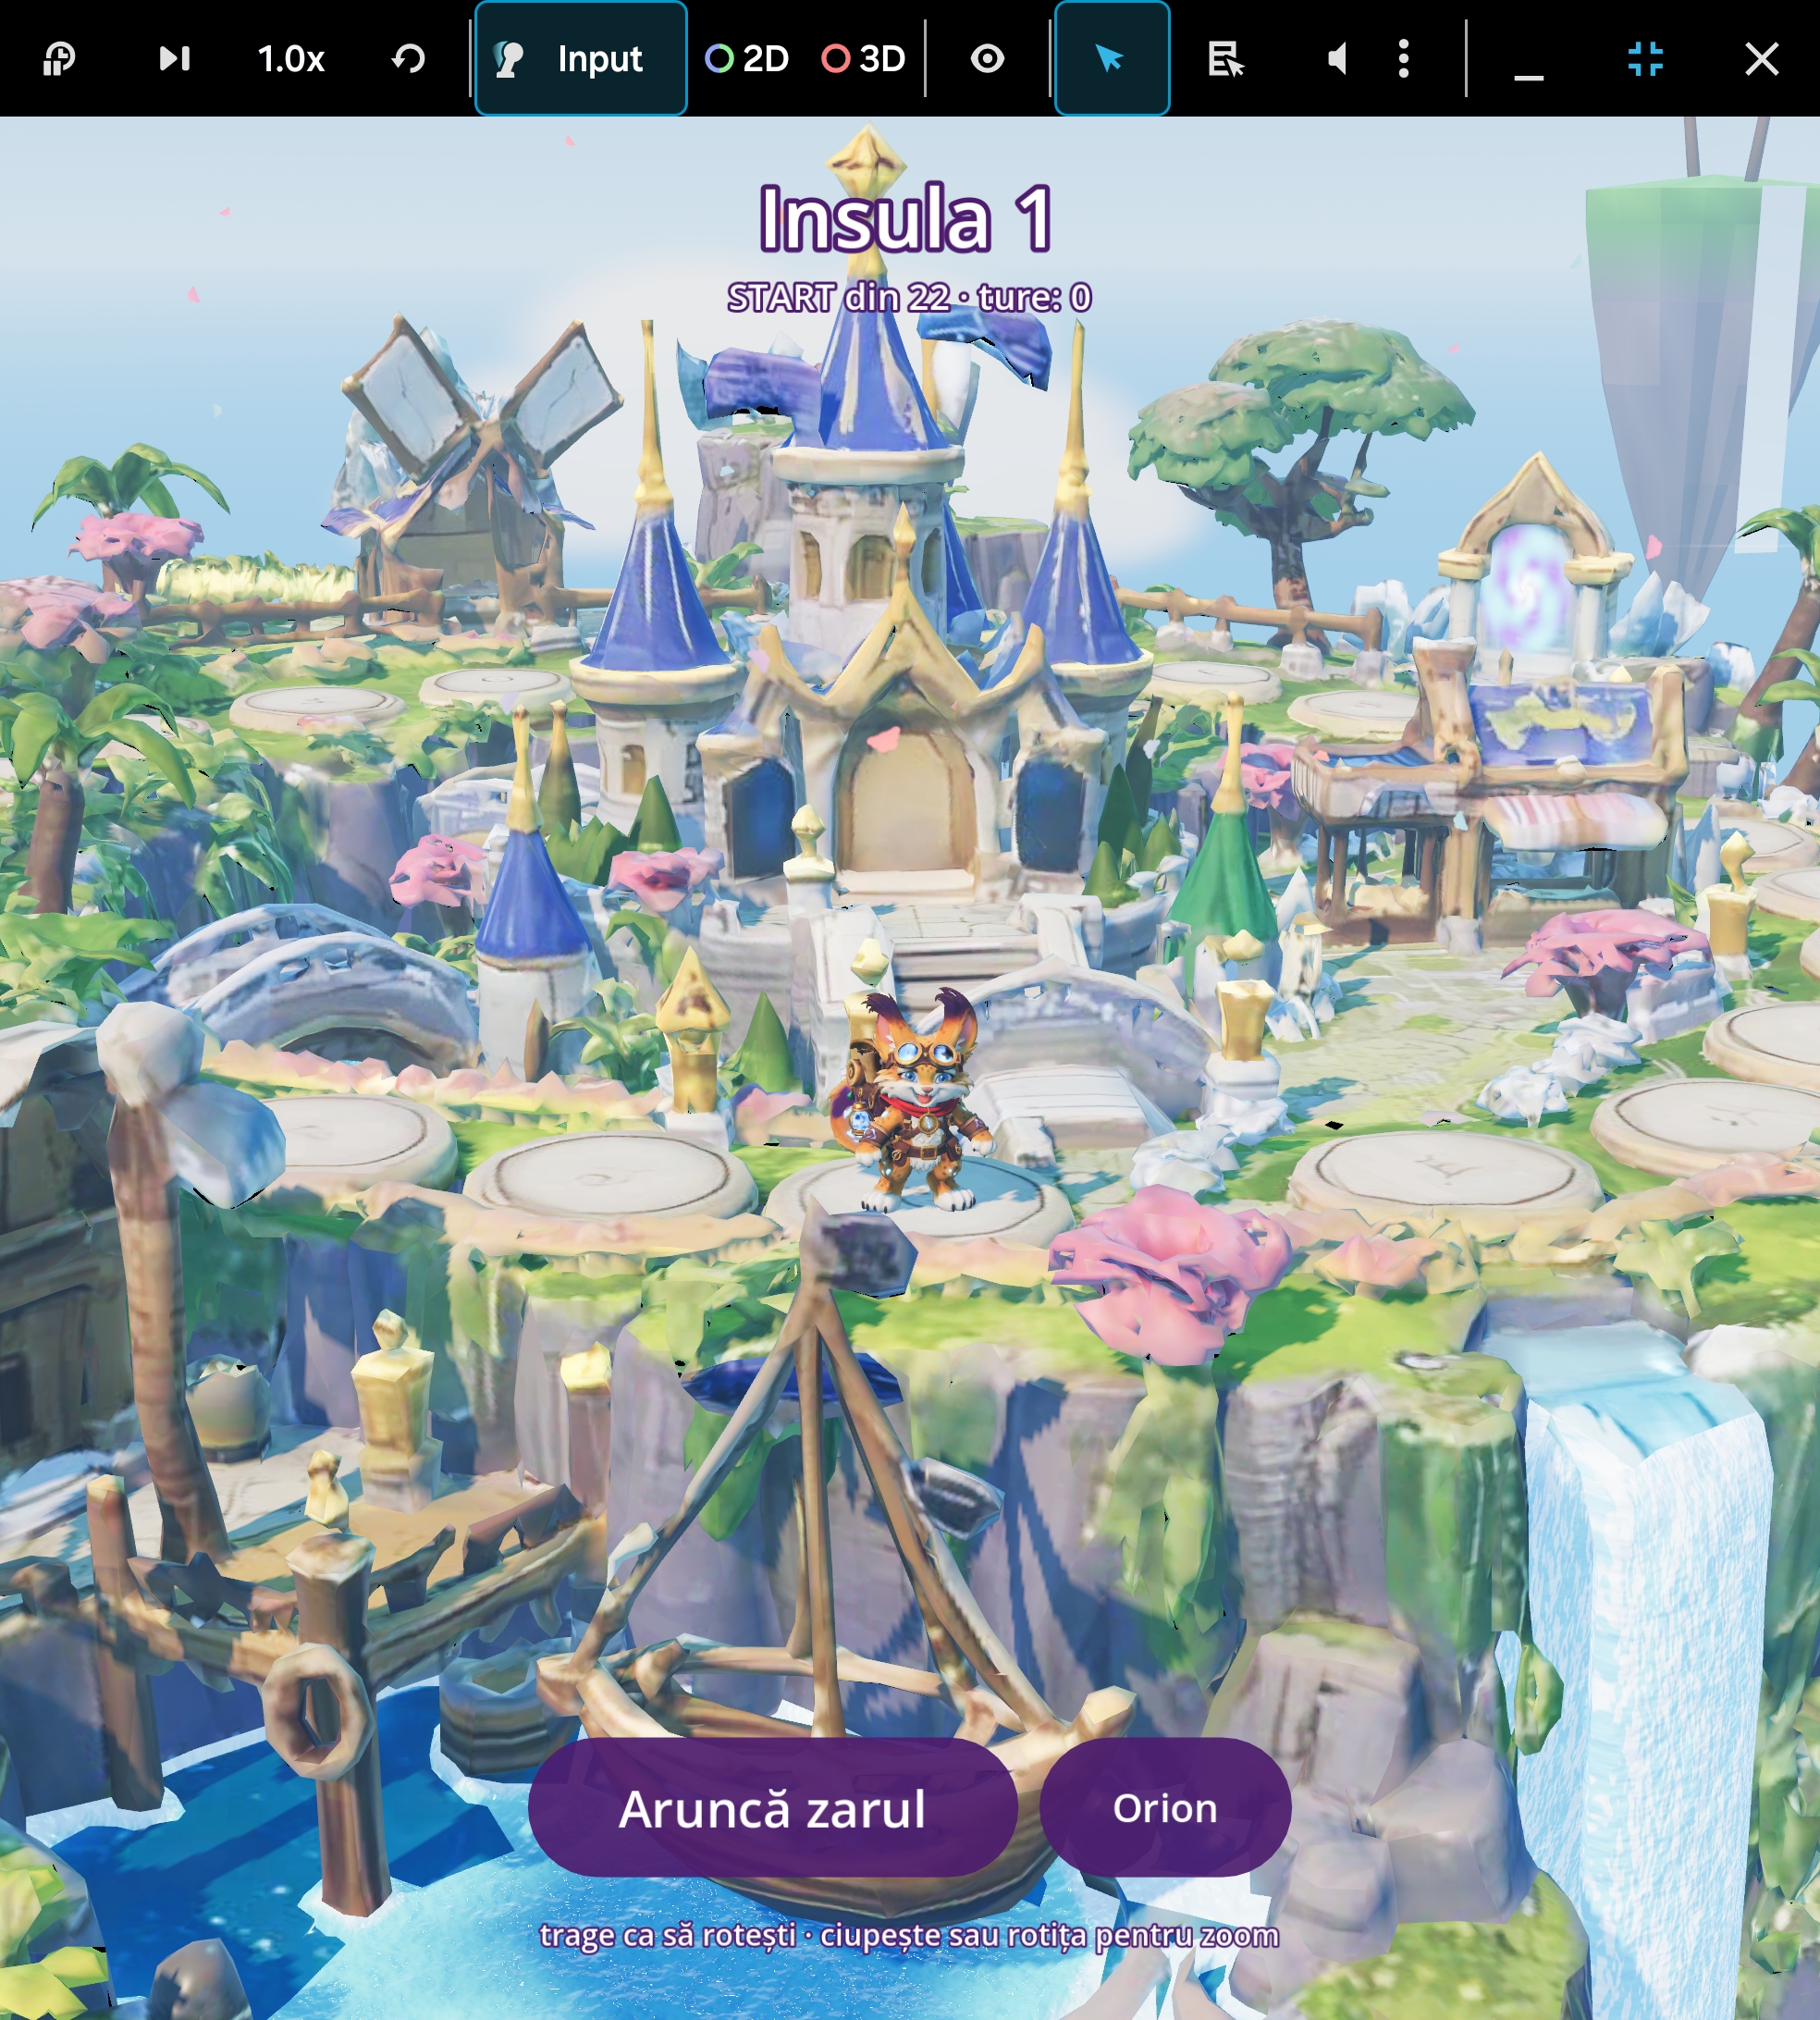 1.0x
Input
2D
3D
Insula 1
START din 22 · ture: 0
Aruncă zarul
Orion
trage ca să rotești · ciupește sau rotița pentru zoom